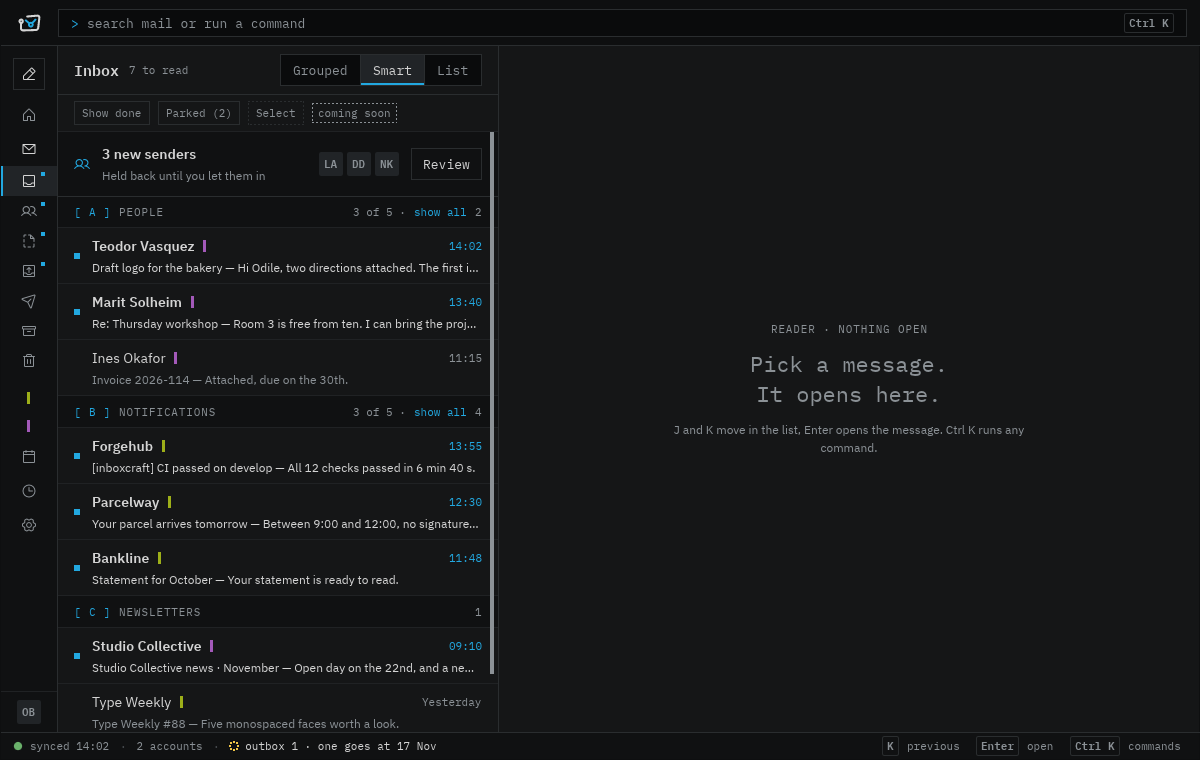 > search mail or run a command
Ctrl K
Inbox 7 to read
Grouped Smart List
Show done Parked (2) Select coming soon
3 new senders
Held back until you let them in
LA DD NK Review
[ A ] PEOPLE 3 of 5 · show all 2
Teodor Vasquez 14:02
Draft logo for the bakery — Hi Odile, two directions attached. The first i...
Marit Solheim 13:40
Re: Thursday workshop — Room 3 is free from ten. I can bring the proj...
Ines Okafor 11:15
Invoice 2026-114 — Attached, due on the 30th.
[ B ] NOTIFICATIONS 3 of 5 · show all 4
Forgehub 13:55
[inboxcraft] CI passed on develop — All 12 checks passed in 6 min 40 s.
Parcelway 12:30
Your parcel arrives tomorrow — Between 9:00 and 12:00, no signature...
Bankline 11:48
Statement for October — Your statement is ready to read.
[ C ] NEWSLETTERS 1
Studio Collective 09:10
Studio Collective news · November — Open day on the 22nd, and a ne...
Type Weekly Yesterday
Type Weekly #88 — Five monospaced faces worth a look.
READER · NOTHING OPEN
Pick a message.
It opens here.
J and K move in the list, Enter opens the message. Ctrl K runs any
command.
OB
synced 14:02 · 2 accounts · outbox 1 · one goes at 17 Nov
K previous Enter open Ctrl K commands